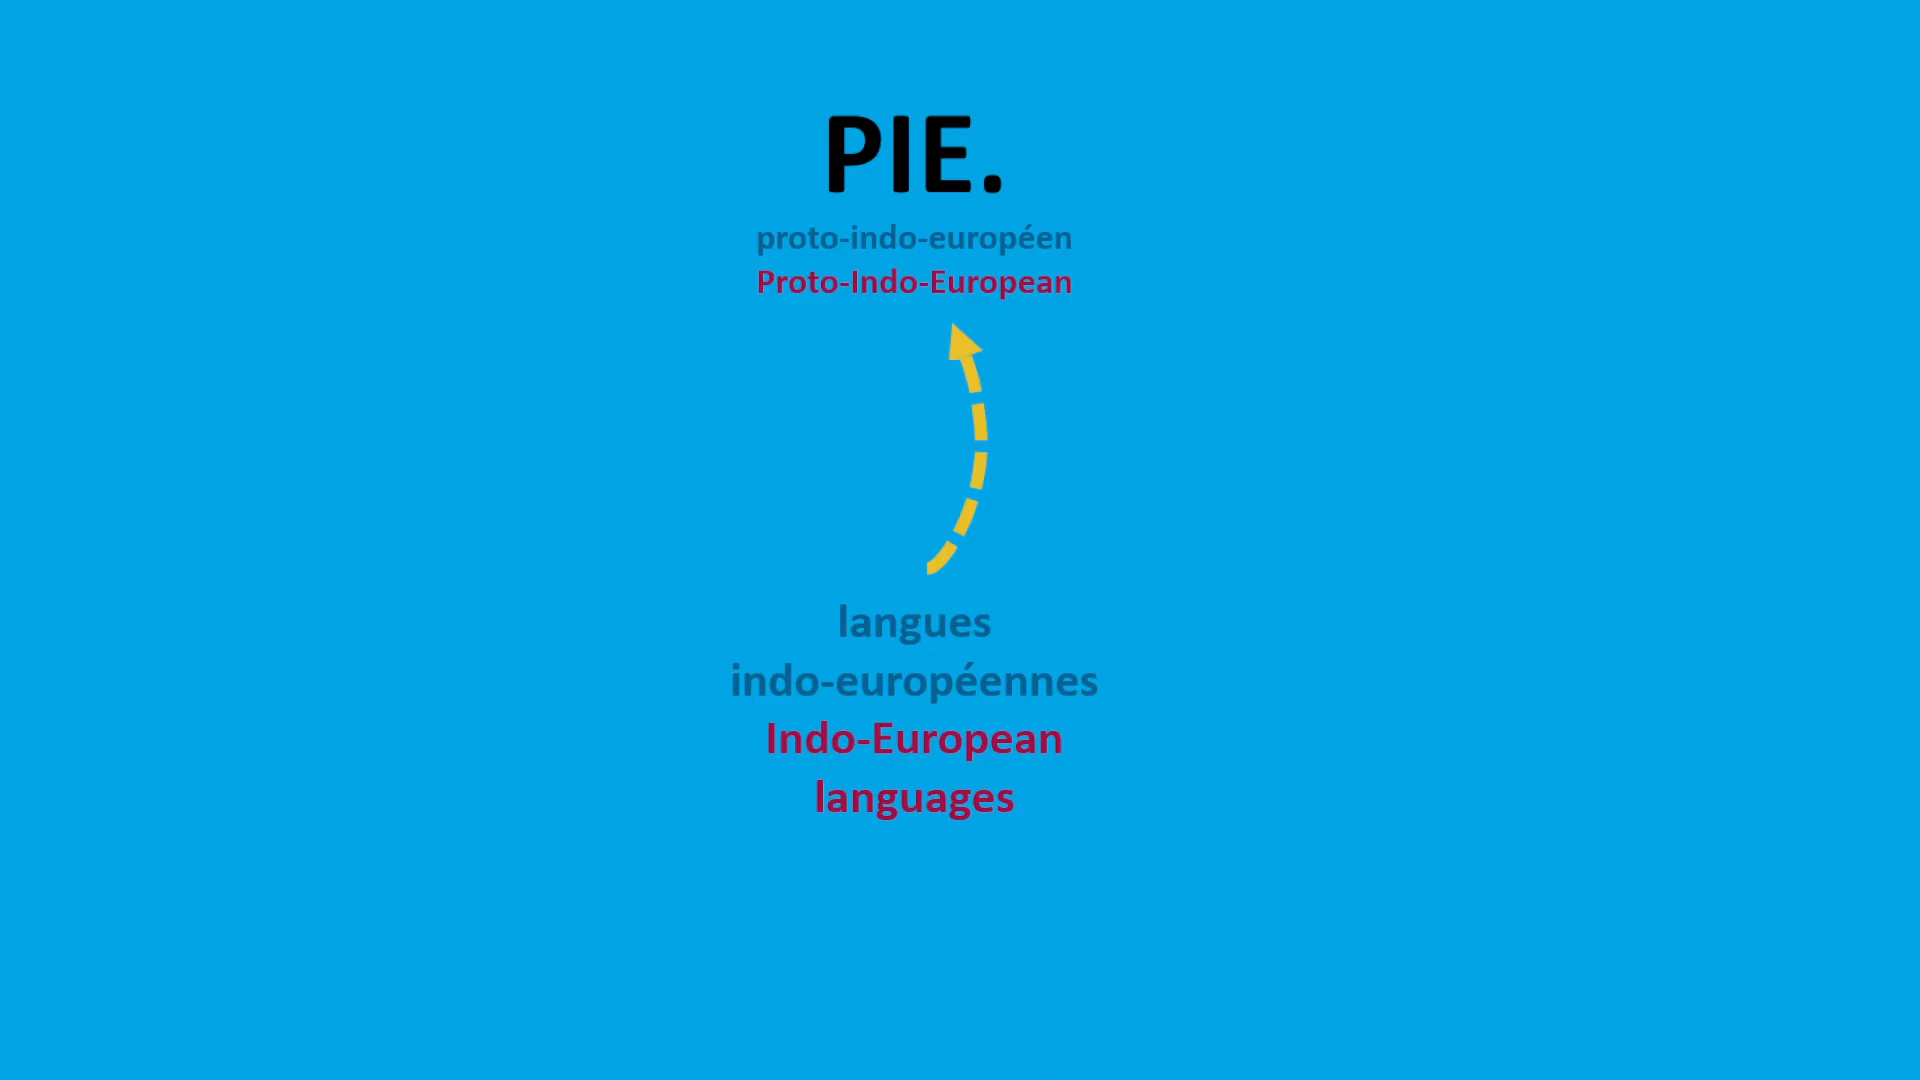 PIE.
proto-indo-européen
Proto-Indo-European
langues
indo-européennes
Indo-European
languages